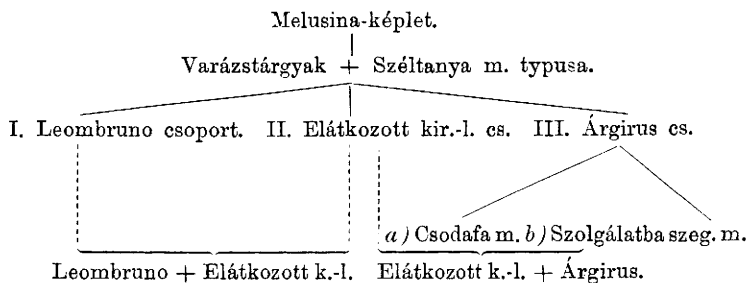 Melusina-képlet.
Varázstárgyak + Széltanya m. typusa.
I. Leombruno csoport. II. Elátkozott kir.-l. cs. III. Árgirus cs.
a) Csodafa m. b) Szolgálatba szeg. m.
Leombruno + Elátkozott k.-l. Elátkozott k.-l. + Árgirus.